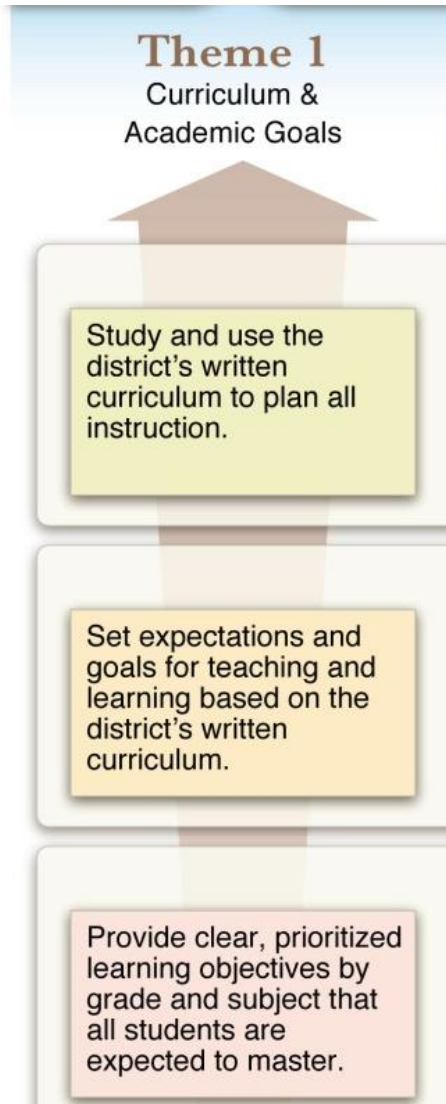 Theme 1
Curriculum &
Academic Goals
Study and use the
district's written
curriculum to plan all
instruction.
Set expectations and
goals for teaching and
learning based on the
district's written
curriculum.
Provide clear, prioritized
learning objectives by
grade and subject that
all students are
expected to master.